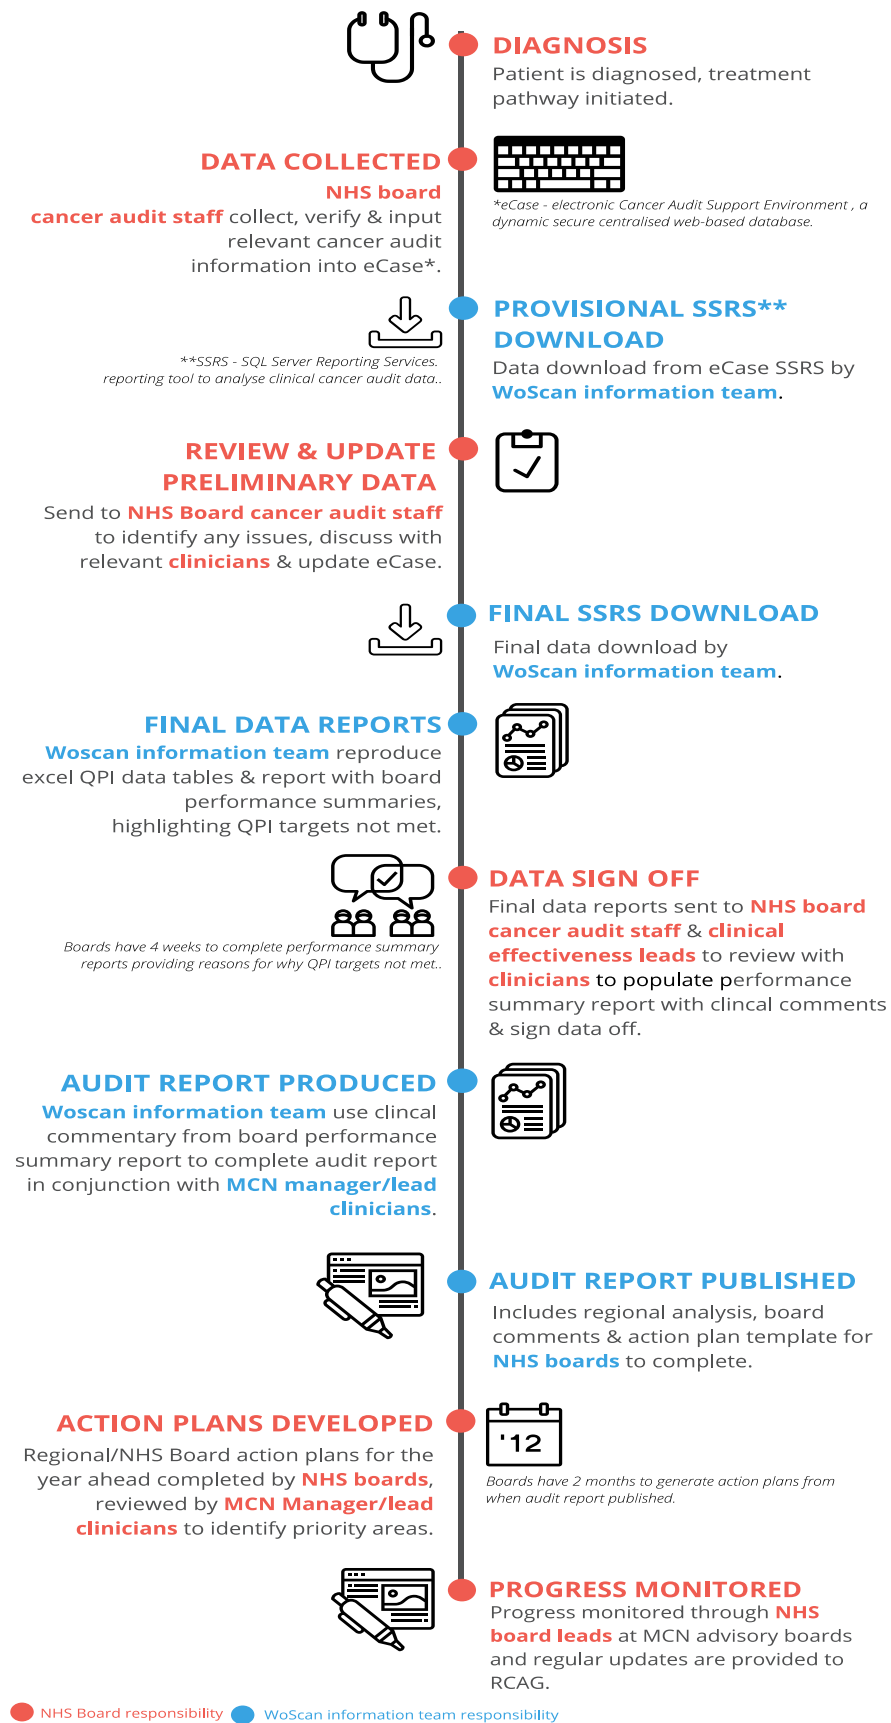 DIAGNOSIS
Patient is diagnosed, treatment
pathway initiated.
DATA COLLECTED
NHS board
cancer audit staff collect, verify & input
relevant cancer audit
information into eCase*.
*eCase - electronic Cancer Audit Support Environment , a
dynamic secure centralised web-based database.
PROVISIONAL SSRS**
DOWNLOAD
Data download from eCase SSRS by
WoScan information team.
**SSRS - SQL Server Reporting Services.
reporting tool to analyse clinical cancer audit data..
REVIEW & UPDATE
PRELIMINARY DATA
Send to NHS Board cancer audit staff
to identify any issues, discuss with
relevant clinicians & update eCase.
FINAL SSRS DOWNLOAD
Final data download by
WoScan information team.
FINAL DATA REPORTS
Woscan information team reproduce
excel QPI data tables & report with board
performance summaries,
highlighting QPI targets not met.
DATA SIGN OFF
Final data reports sent to NHS board
cancer audit staff & clinical
effectiveness leads to review with
clinicians to populate performance
summary report with clincal comments
& sign data off.
Boards have 4 weeks to complete performance summary
reports providing reasons for why QPI targets not met..
AUDIT REPORT PRODUCED
Woscan information team use clincal
commentary from board performance
summary report to complete audit report
in conjunction with MCN manager/lead
clinicians.
AUDIT REPORT PUBLISHED
Includes regional analysis, board
comments & action plan template for
NHS boards to complete.
ACTION PLANS DEVELOPED
Regional/NHS Board action plans for the
year ahead completed by NHS boards,
reviewed by MCN Manager/lead
clinicians to identify priority areas.
'12
Boards have 2 months to generate action plans from
when audit report published.
PROGRESS MONITORED
Progress monitored through NHS
board leads at MCN advisory boards
and regular updates are provided to
RCAG.
NHS Board responsibility
WoScan information team responsibility